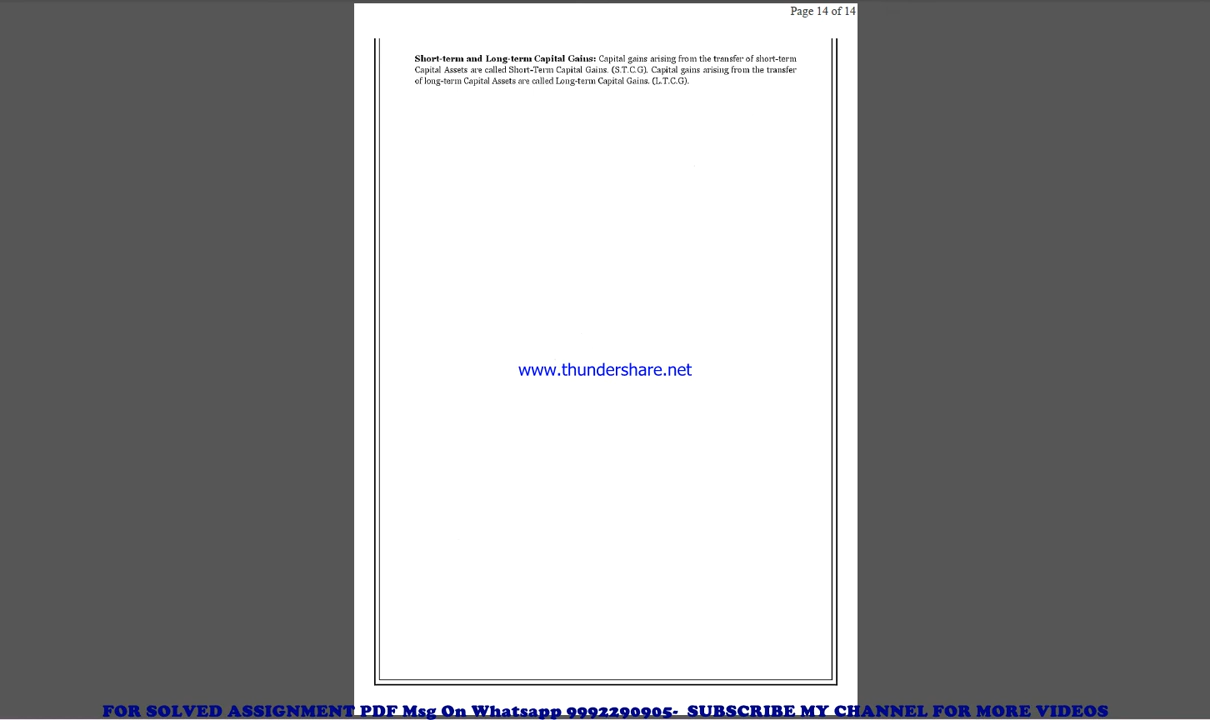 Page 14 of 14
Short-term and Long-term Capital Gains: Capital gains arising from the transfer of short-term
Capital Assets are called Short-Term Capital Gains. (S.T.C.G). Capital gains arising from the transfer
of long-term Capital Assets are called Long-term Capital Gains. (L.T.C.G).
www.thundershare.net
FOR SOLVED ASSIGNMENT PDF Msg On Whatsapp 9992290905- SUBSCRIBE MY CHANNEL FOR MORE VIDEOS